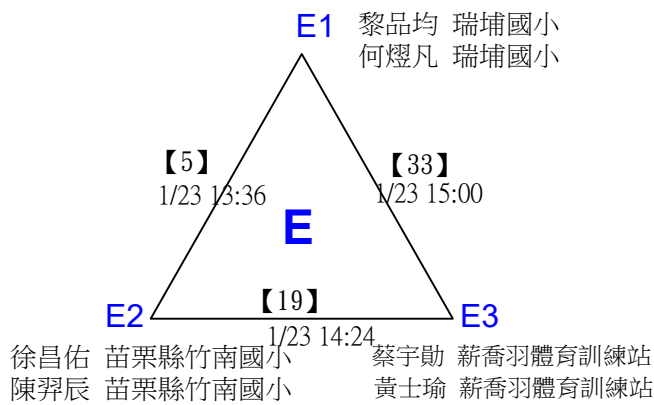 E1 黎品均 瑞埔國小
何熤凡 瑞埔國小
【5】 【33】
1/23 13:36 1/23 15:00
E
【19】
E2 E3
1/23 14:24
徐昌佑 苗栗縣竹南國小 蔡宇勛 薪喬羽體育訓練站
陳羿辰 苗栗縣竹南國小 黃士瑜 薪喬羽體育訓練站